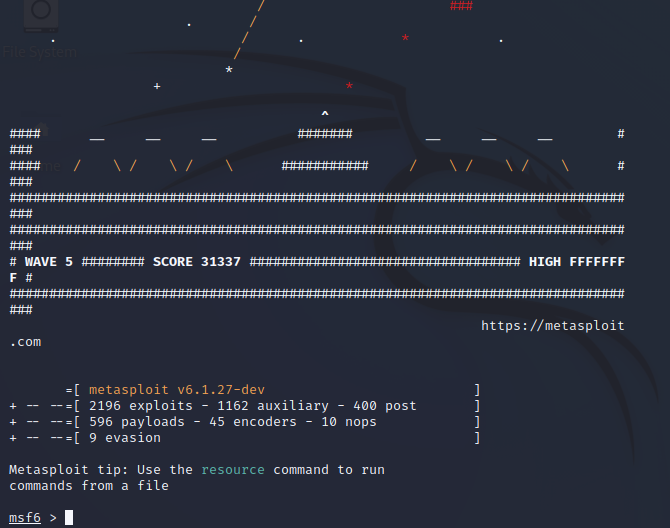 File System
/ ###
. /
. / . * .
/
*
+ *
^
#### __ __ __ ####### __ __ __ #
###
#### / \ / \ / \ ########### / \ / \ / \ #
###
#############################################################################
###
#############################################################################
###
# WAVE 5 ######## SCORE 31337 ################################## HIGH FFFFFFF
F #
#############################################################################
###
https://metasploit
.com
=[ metasploit v6.1.27-dev ]
+ -- --=[ 2196 exploits - 1162 auxiliary - 400 post ]
+ -- --=[ 596 payloads - 45 encoders - 10 nops ]
+ -- --=[ 9 evasion ]
Metasploit tip: Use the resource command to run
commands from a file
msf6 >